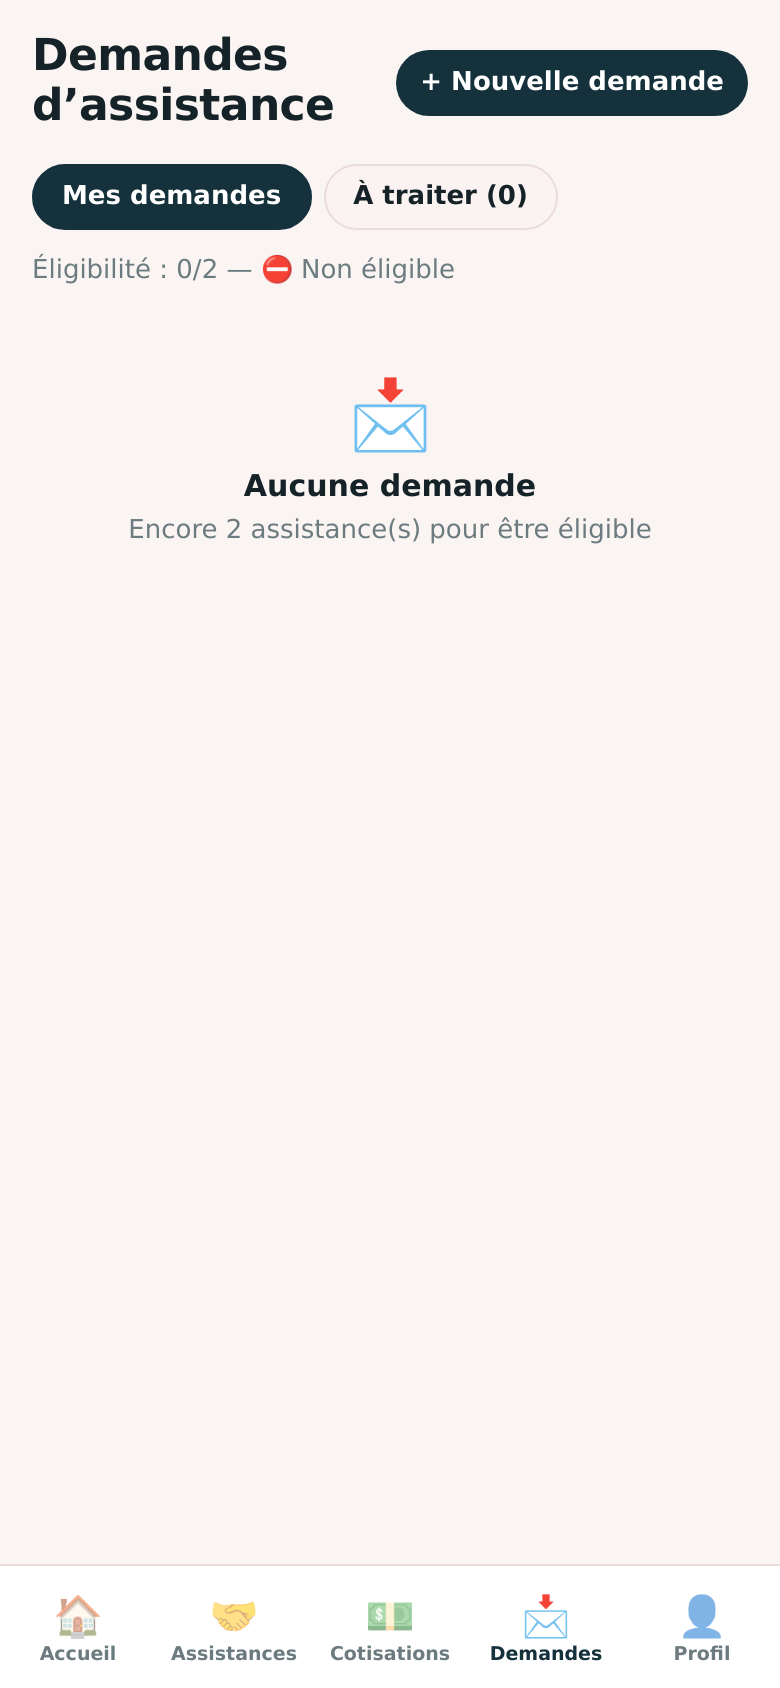 Demandes
d’assistance
+ Nouvelle demande
Mes demandes
À traiter (0)
Éligibilité : 0/2 — ⛔ Non éligible
Aucune demande
Encore 2 assistance(s) pour être éligible
Accueil
Assistances
Cotisations
Demandes
Profil